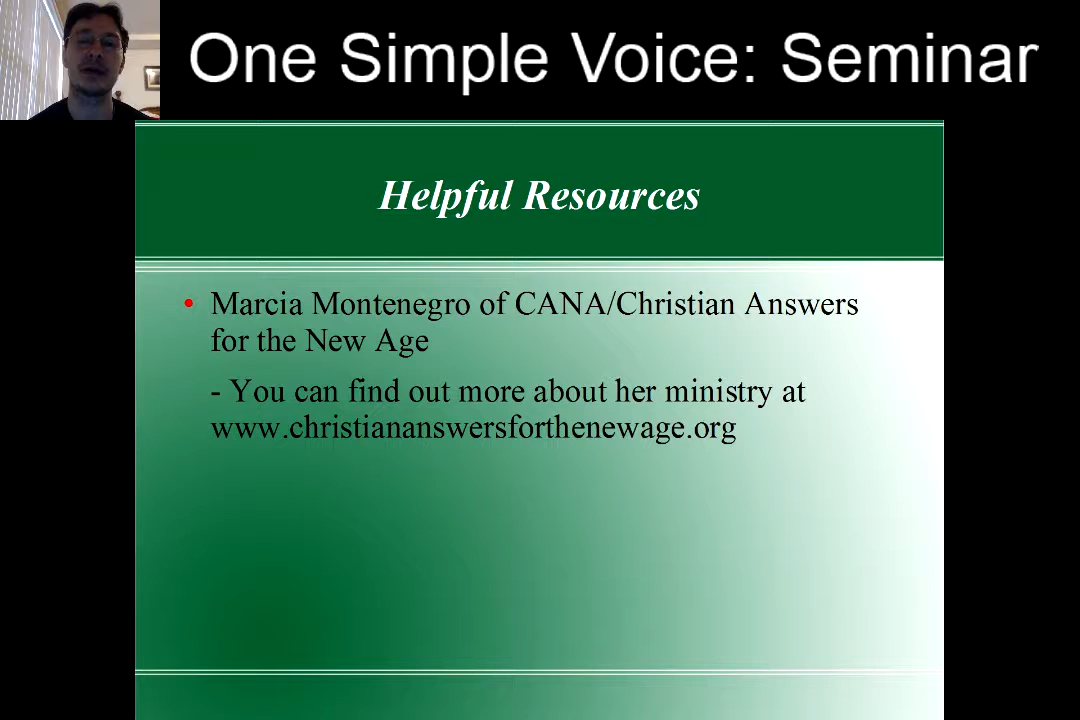 One Simple Voice: Seminar
Helpful Resources
• Marcia Montenegro of CANA/Christian Answers
for the New Age
- You can find out more about her ministry at
www.christiananswersforthenewage.org